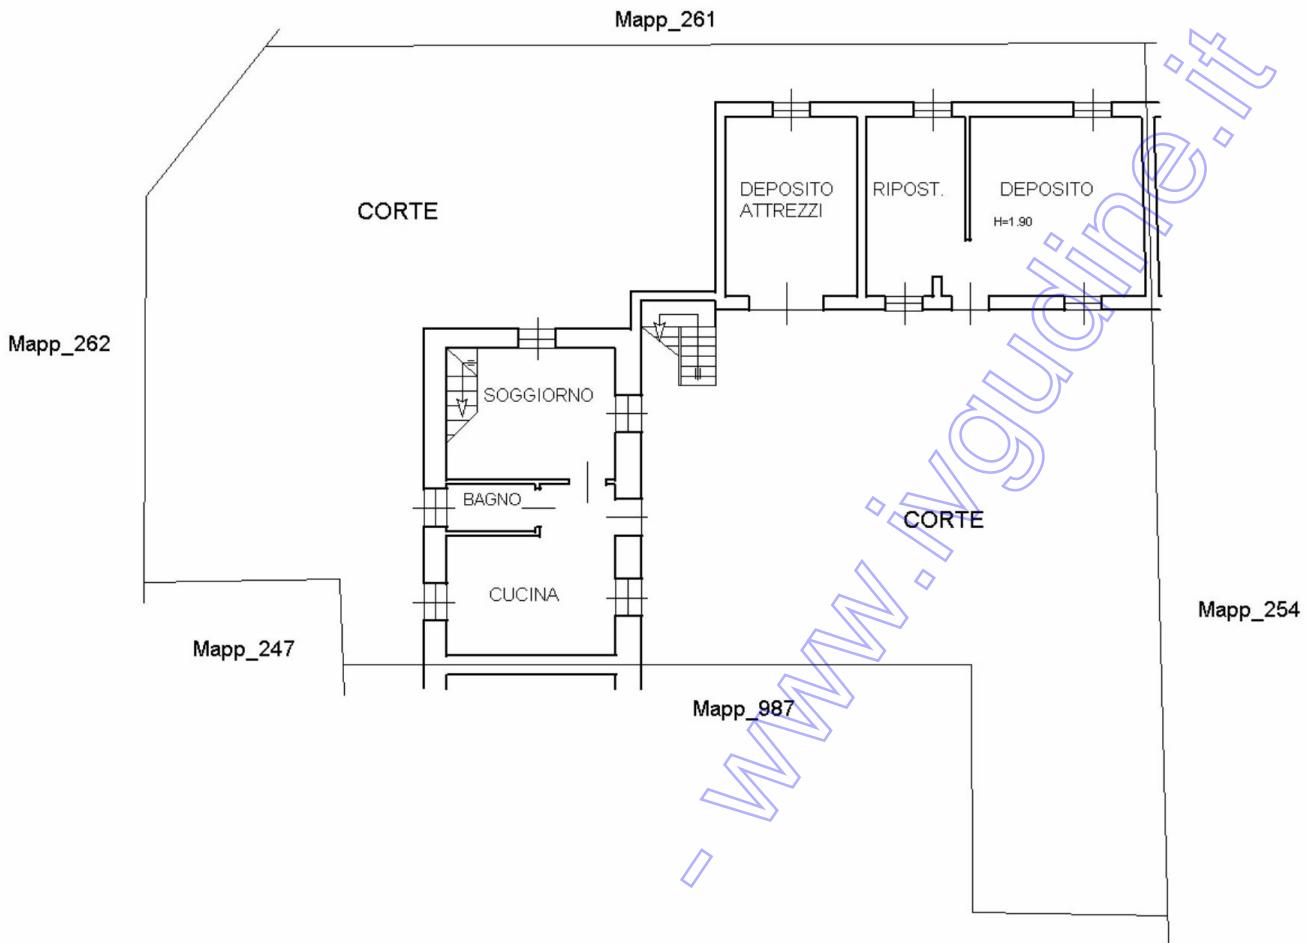 Mapp_261
DEPOSITO
ATTREZZI
RIPOST.
DEPOSITO
H=1.90
CORTE
Mapp_262
SOGGIORNO
BAGNO
CORTE
CUCINA
Mapp_254
Mapp_247
Mapp_987
- www.ivgudine.it